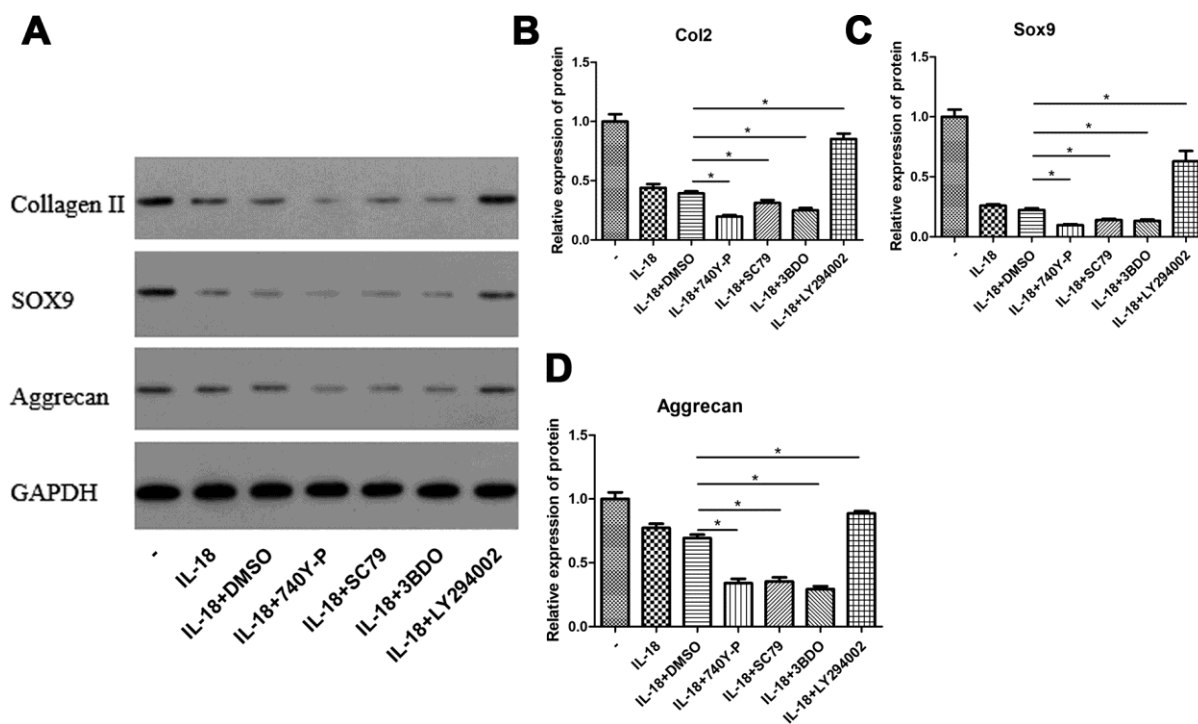 A
Collagen II
SOX9
Aggrecan
GAPDH
-
IL-18
IL-18+DMSO
IL-18+740Y-P
IL-18+SC79
IL-18+3BDO
IL-18+LY294002
B
Col2
Relative expression of protein
1.5
1.0
0.5
0.0
*
*
*
*
-
IL-18
IL-18+DMSO
IL-18+740Y-P
IL-18+SC79
IL-18+3BDO
IL-18+LY294002
C
Sox9
Relative expression of protein
1.5
1.0
0.5
0.0
*
*
*
*
-
IL-18
IL-18+DMSO
IL-18+740Y-P
IL-18+SC79
IL-18+3BDO
IL-18+LY294002
D
Aggrecan
Relative expression of protein
1.5
1.0
0.5
0.0
*
*
*
*
-
IL-18
IL-18+DMSO
IL-18+740Y-P
IL-18+SC79
IL-18+3BDO
IL-18+LY294002